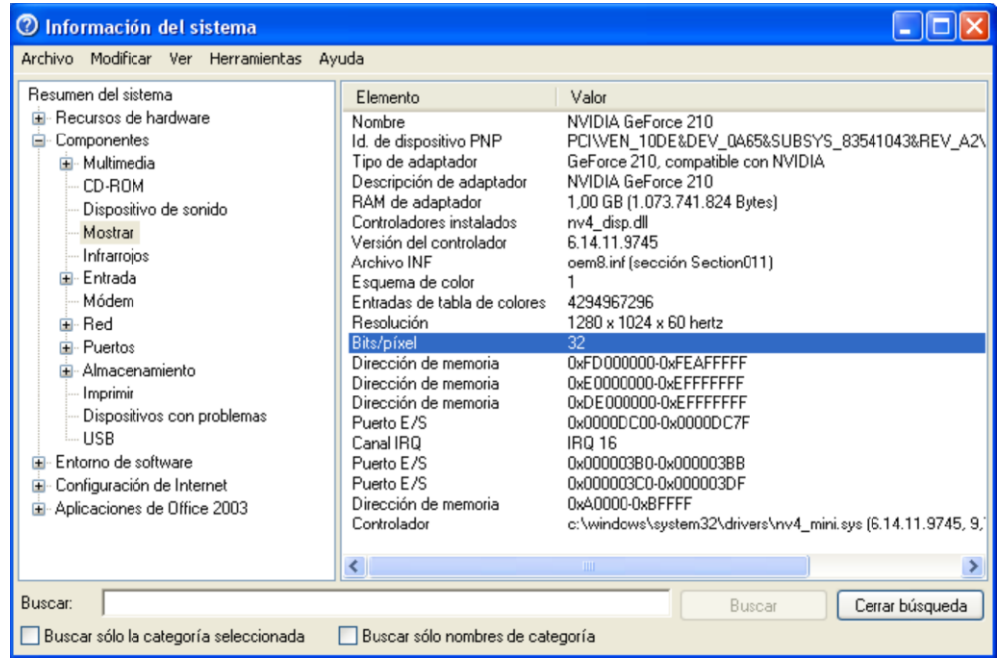 Información del sistema
Archivo Modificar Ver Herramientas Ayuda
Resumen del sistema
Recursos de hardware
Componentes
Multimedia
CD-ROM
Dispositivo de sonido
Mostrar
Infrarrojos
Entrada
Módem
Red
Puertos
Almacenamiento
Imprimir
Dispositivos con problemas
USB
Entorno de software
Configuración de Internet
Aplicaciones de Office 2003
Elemento Valor
Nombre NVIDIA GeForce 210
Id. de dispositivo PNP PCI\VEN_10DE&DEV_0A65&SUBSYS_83541043&REV_A2\
Tipo de adaptador GeForce 210, compatible con NVIDIA
Descripción de adaptador NVIDIA GeForce 210
RAM de adaptador 1,00 GB (1.073.741.824 Bytes)
Controladores instalados nv4_disp.dll
Versión del controlador 6.14.11.9745
Archivo INF oem8.inf (sección Section011)
Esquema de color 1
Entradas de tabla de colores 4294967296
Resolución 1280 x 1024 x 60 hertz
Bits/píxel 32
Dirección de memoria 0xFD000000-0xFEAFFFFF
Dirección de memoria 0xE0000000-0xEFFFFFFF
Dirección de memoria 0xDE000000-0xEFFFFFFF
Puerto E/S 0x0000DC00-0x0000DC7F
Canal IRQ IRQ 16
Puerto E/S 0x000003B0-0x000003BB
Puerto E/S 0x000003C0-0x000003DF
Dirección de memoria 0xA0000-0xBFFFF
Controlador c:\windows\system32\drivers\nv4_mini.sys (6.14.11.9745, 9,
Buscar: Buscar Cerrar búsqueda
Buscar sólo la categoría seleccionada Buscar sólo nombres de categoría